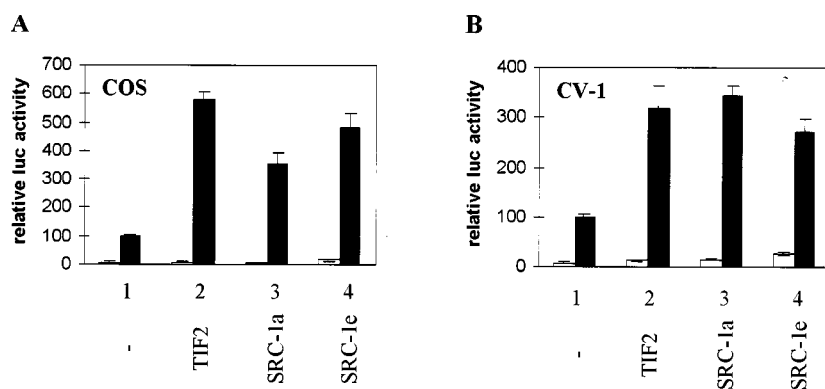 A
COS
relative luc activity
700
600
500
400
300
200
100
0
1
2
3
4
-
TIF2
SRC-1a
SRC-1e
B
CV-1
relative luc activity
400
300
200
100
0
1
2
3
4
-
TIF2
SRC-1a
SRC-1e